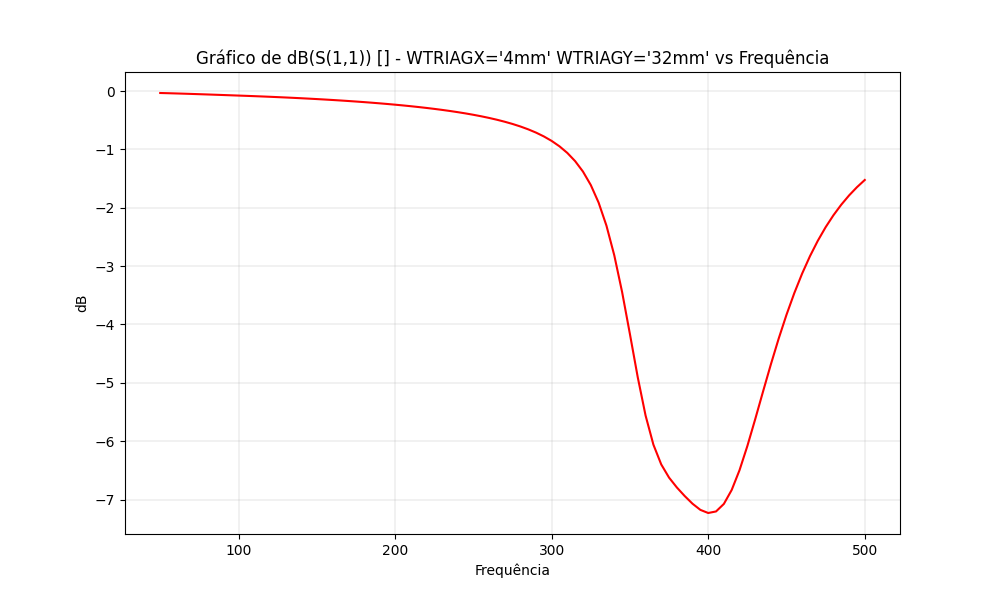 Gráfico de dB(S(1,1)) [] - WTRIAGX='4mm' WTRIAGY='32mm' vs Frequência
0
−1
−2
−3
−4
−5
−6
−7
dB
100 200 300 400 500
Frequência